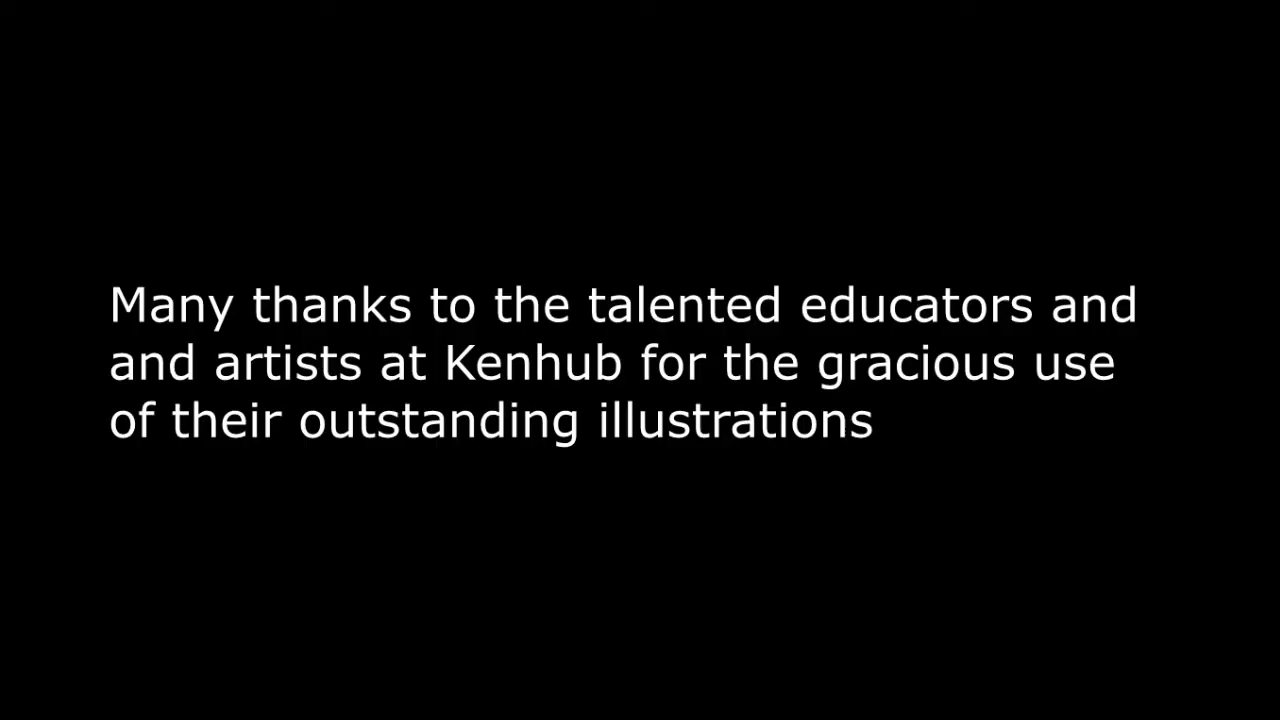 Many thanks to the talented educators and
and artists at Kenhub for the gracious use
of their outstanding illustrations